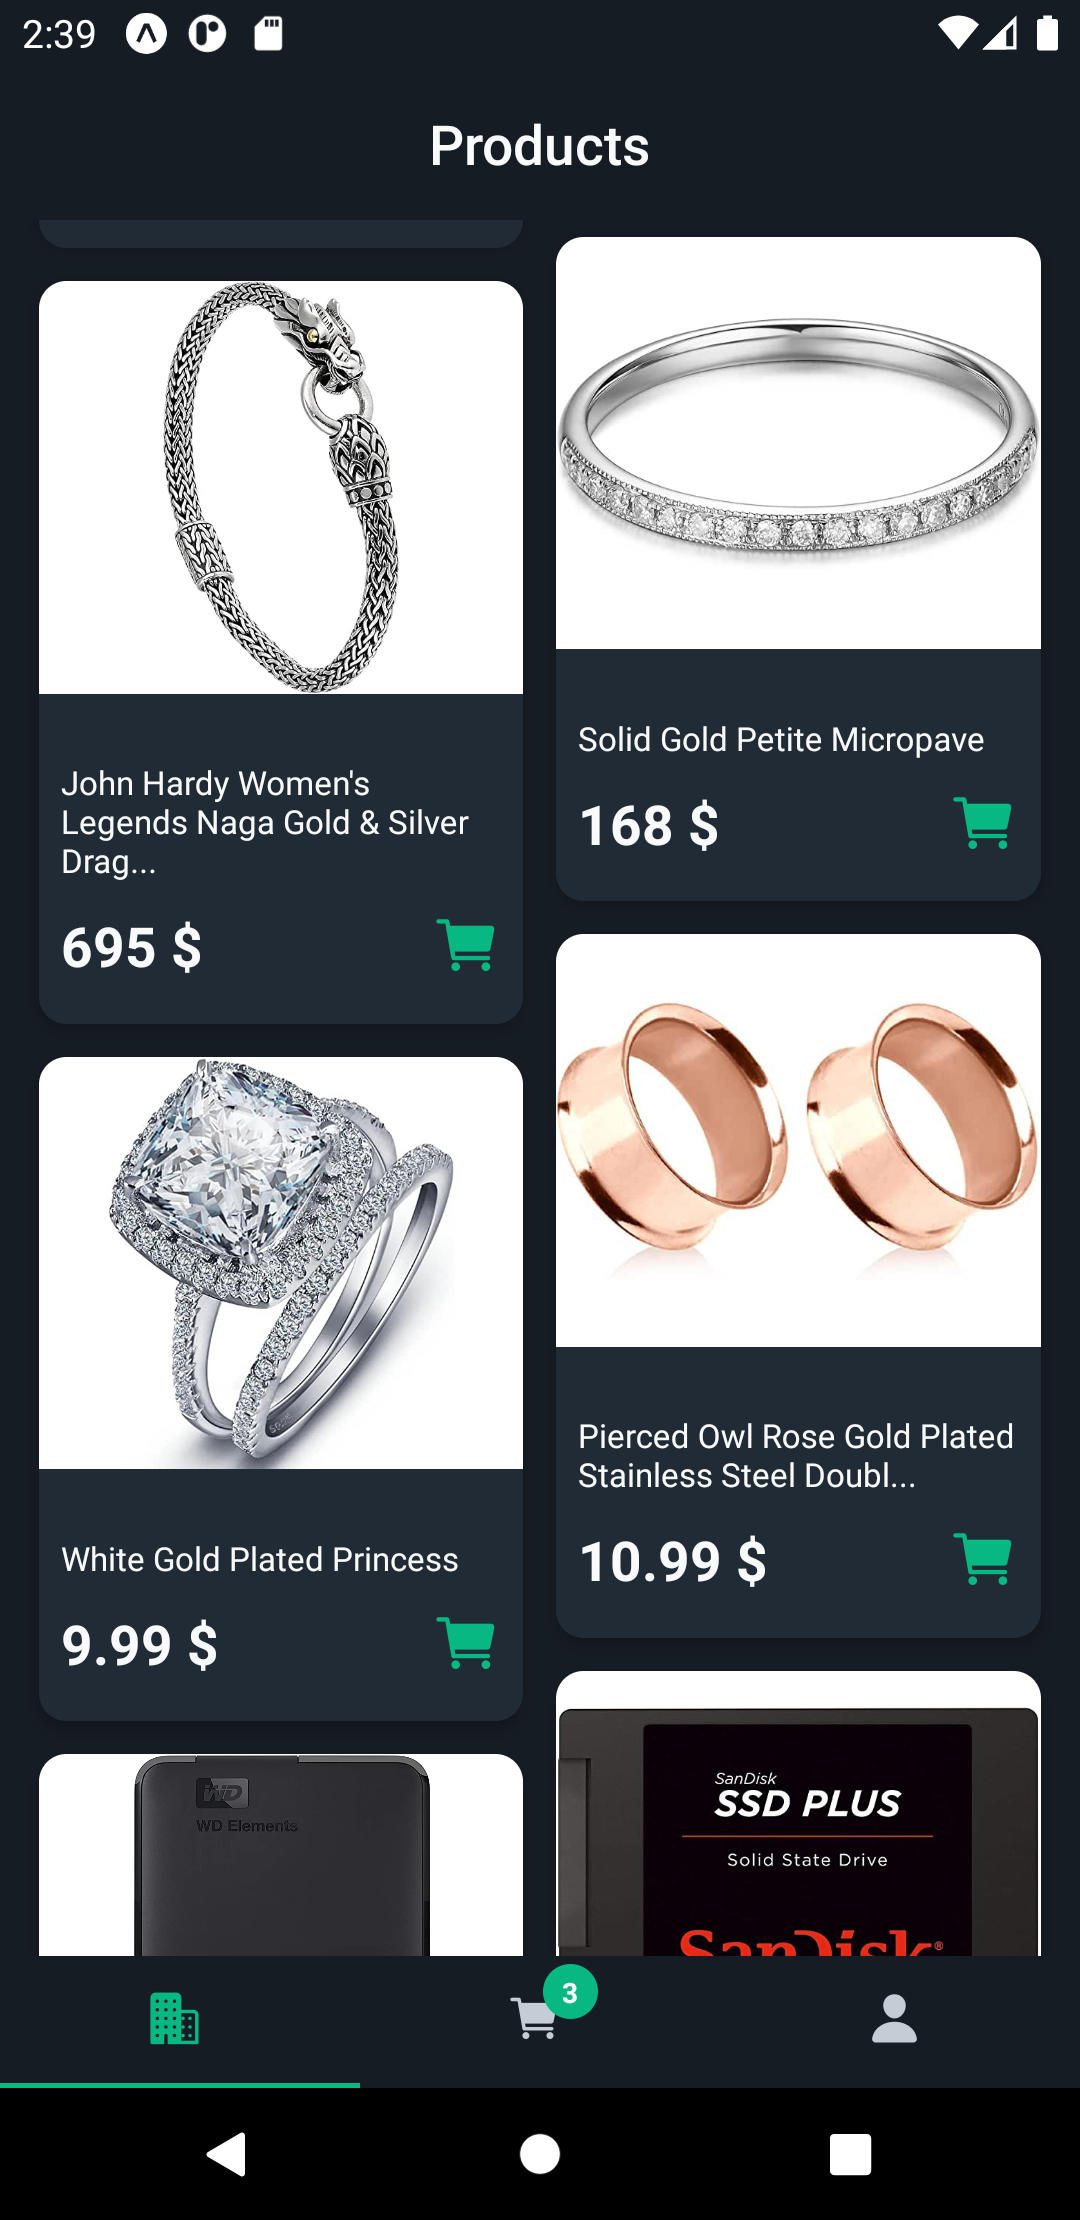 2:39
Products
John Hardy Women's
Legends Naga Gold & Silver
Drag...
695 $
Solid Gold Petite Micropave
168 $
White Gold Plated Princess
9.99 $
Pierced Owl Rose Gold Plated
Stainless Steel Doubl...
10.99 $
WD
WD Elements
SanDisk
SSD PLUS
Solid State Drive
SanDisk®
3